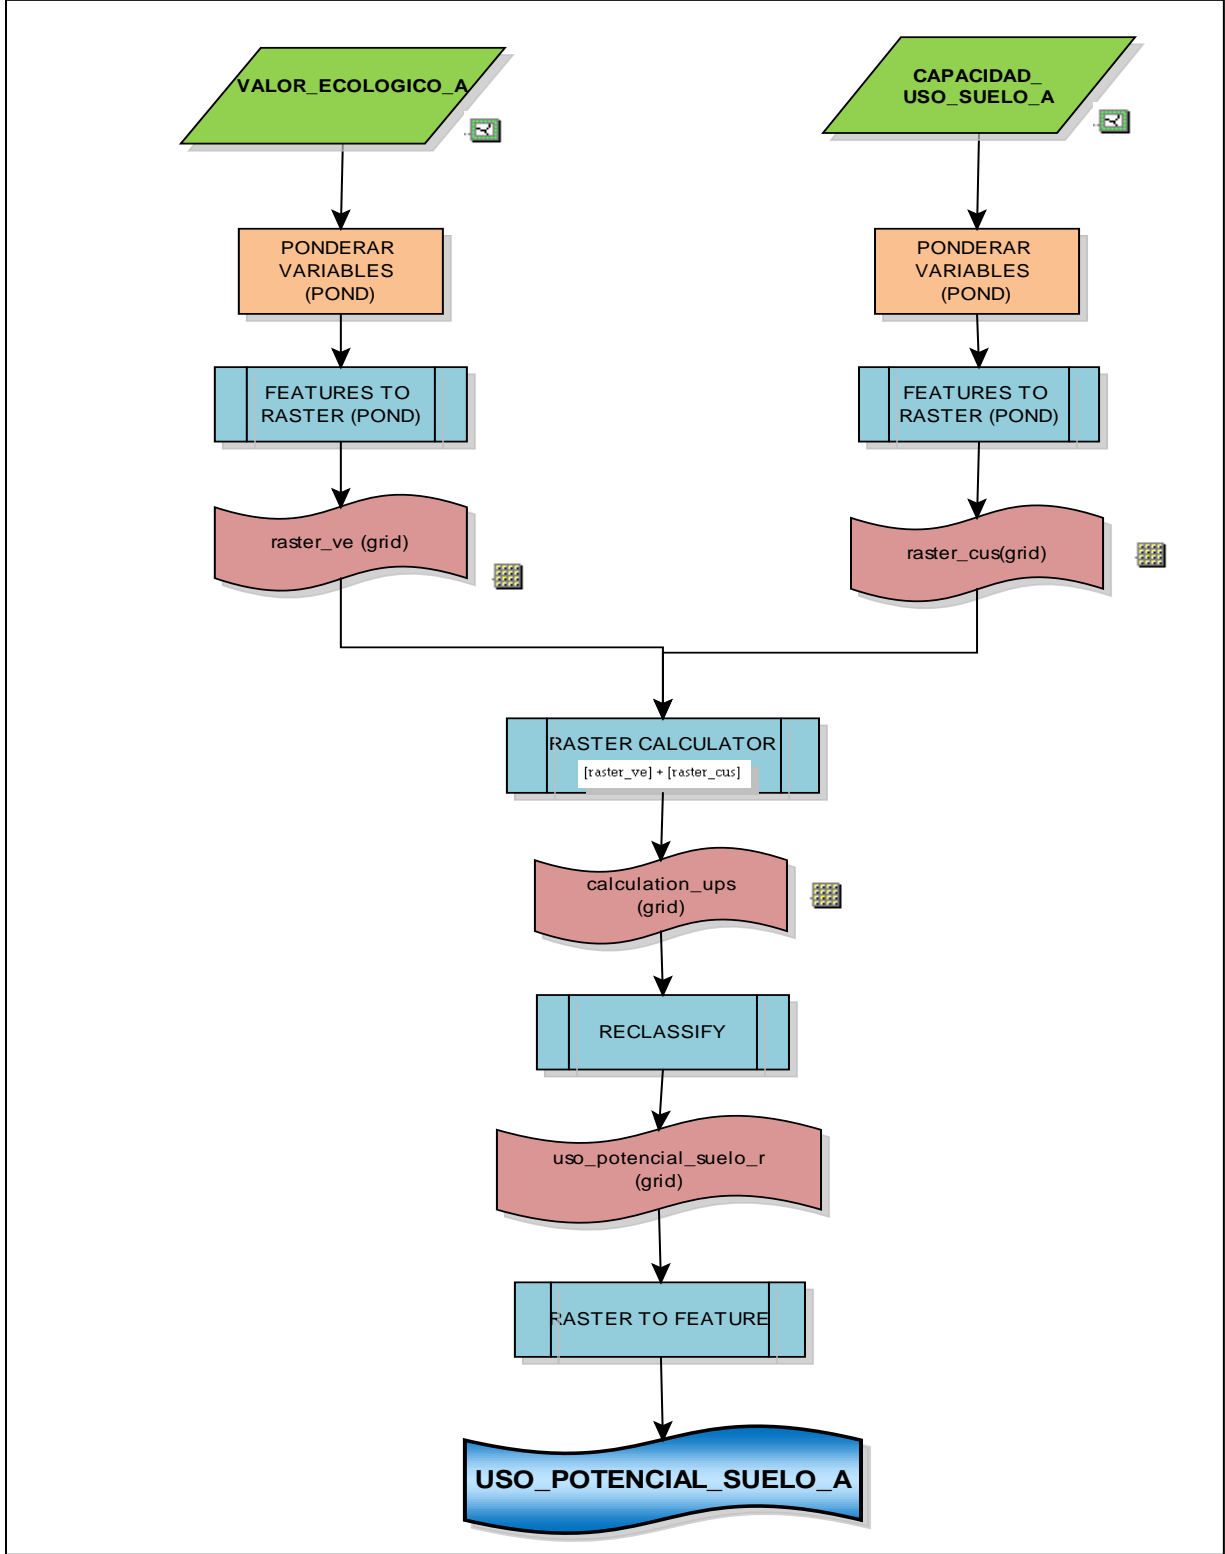 VALOR_ECOLOGICO_A
CAPACIDAD_
USO_SUELO_A
PONDERAR
VARIABLES
(POND)
PONDERAR
VARIABLES
(POND)
FEATURES TO
RASTER (POND)
FEATURES TO
RASTER (POND)
raster_ve (grid)
raster_cus(grid)
RASTER CALCULATOR
[raster_ve] + [raster_cus]
calculation_ups
(grid)
RECLASSIFY
uso_potencial_suelo_r
(grid)
RASTER TO FEATURE
USO_POTENCIAL_SUELO_A